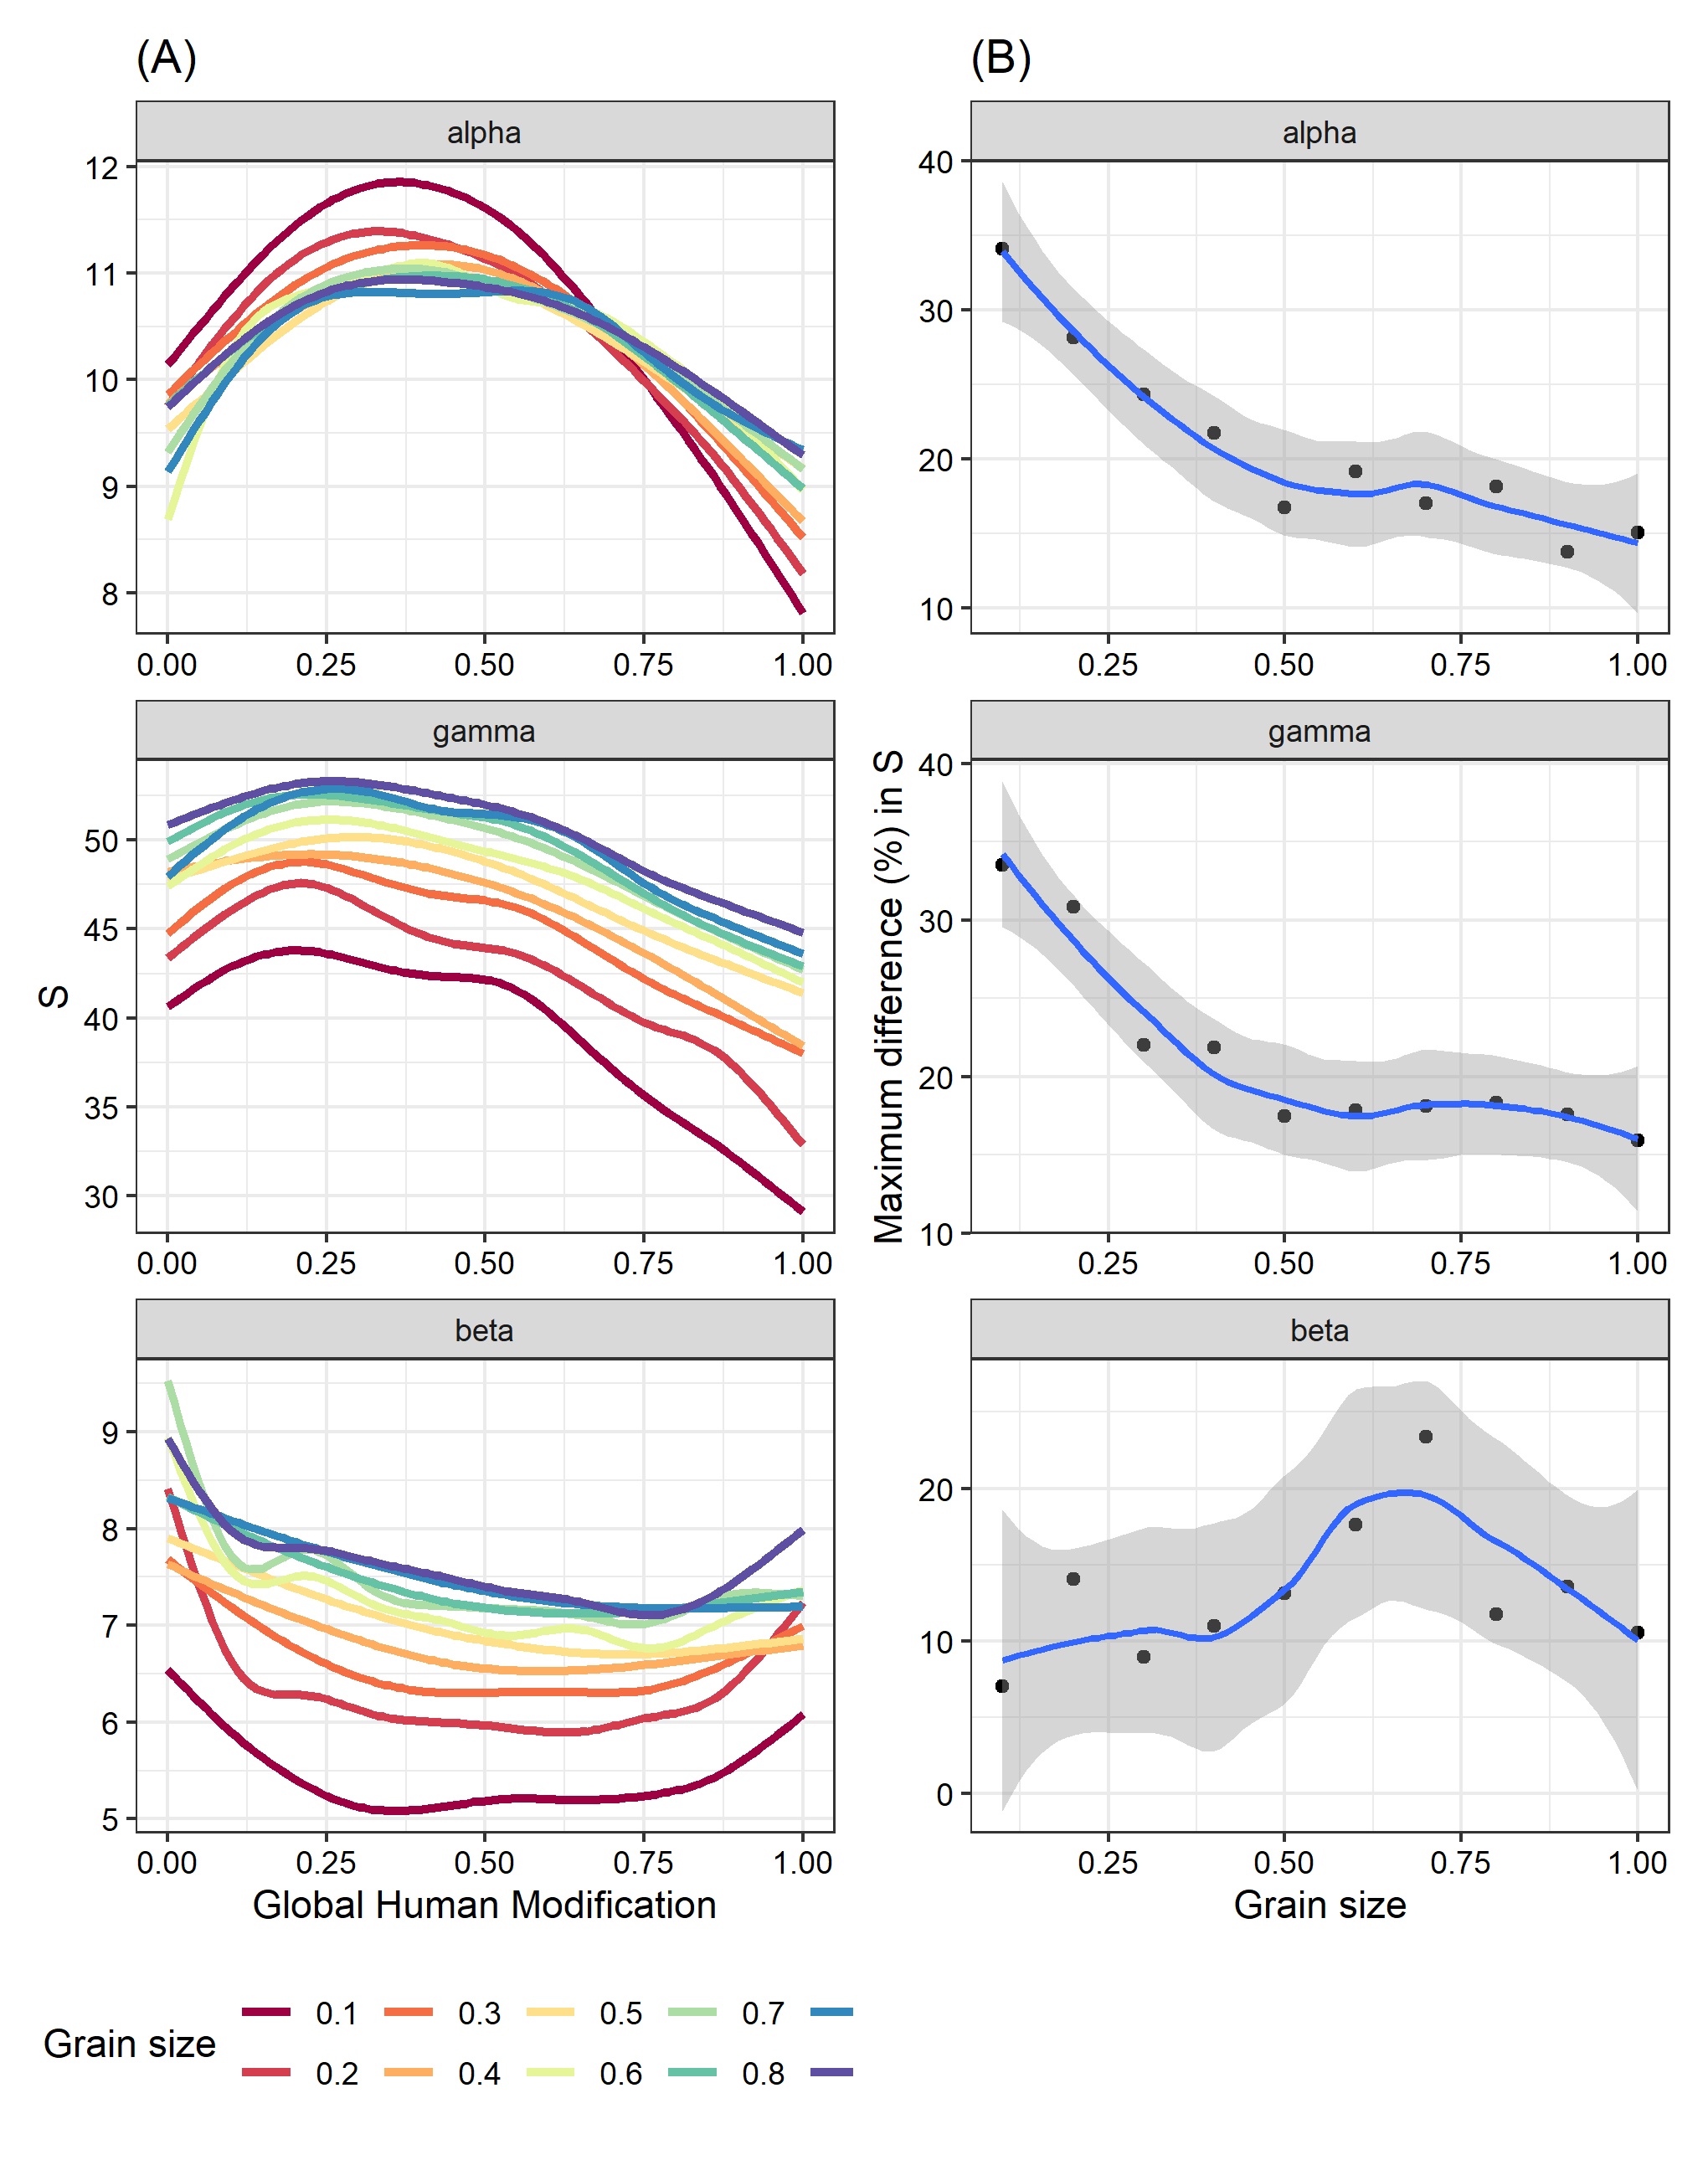 (A)
alpha
12
11
10
9
8
0.00 0.25 0.50 0.75 1.00
gamma
50
45
40
35
30
0.00 0.25 0.50 0.75 1.00
beta
9
8
7
6
5
0.00 0.25 0.50 0.75 1.00
S
Global Human Modification
(B)
alpha
40
30
20
10
0.25 0.50 0.75 1.00
gamma
40
30
20
10
0.25 0.50 0.75 1.00
beta
20
10
0
0.25 0.50 0.75 1.00
Maximum difference (%) in S
Grain size
Grain size
0.1 0.3 0.5 0.7
0.2 0.4 0.6 0.8